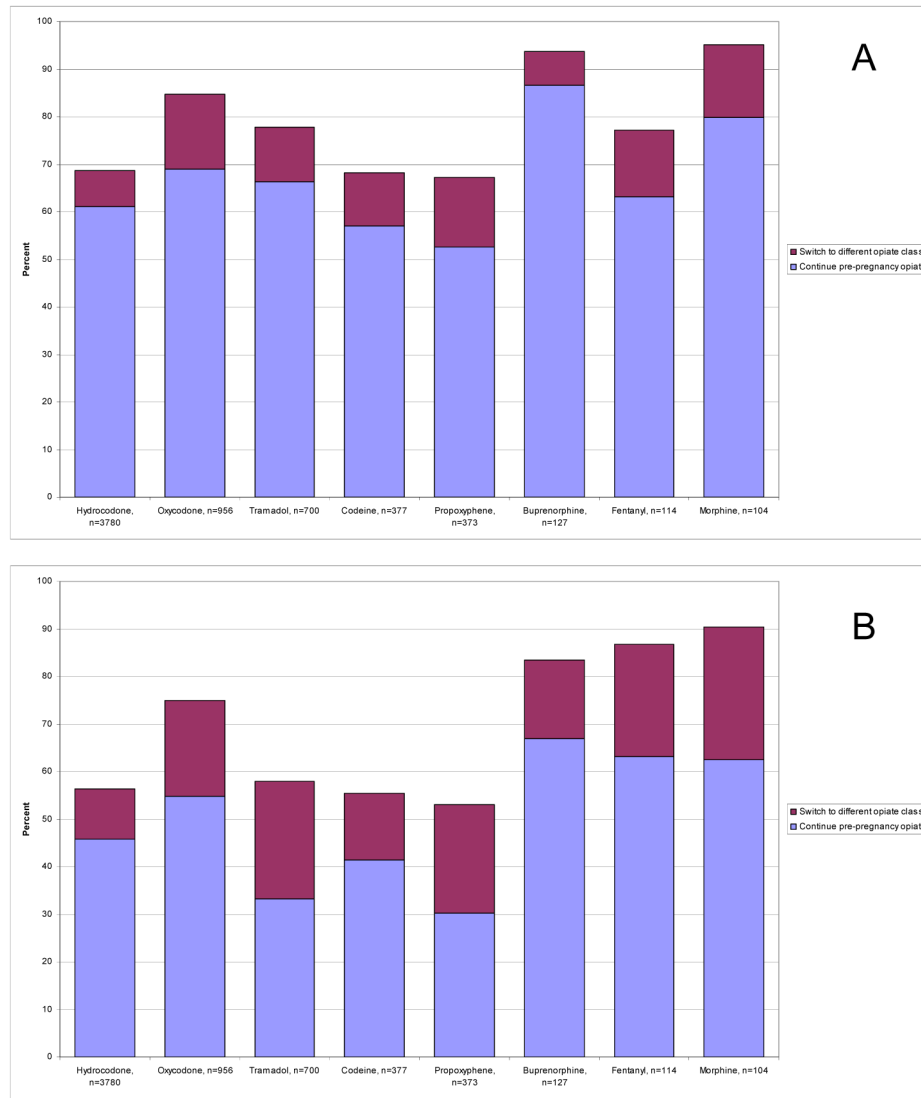 A
100
90
80
70
60
50
40
30
20
10
0
Percent
Switch to different opiate class
Continue pre-pregnancy opiat
Hydrocodone, n=3780
Oxycodone, n=956
Tramadol, n=700
Codeine, n=377
Propoxyphene, n=373
Buprenorphine, n=127
Fentanyl, n=114
Morphine, n=104
B
100
90
80
70
60
50
40
30
20
10
0
Percent
Switch to different opiate class
Continue pre-pregnancy opiat
Hydrocodone, n=3780
Oxycodone, n=956
Tramadol, n=700
Codeine, n=377
Propoxyphene, n=373
Buprenorphine, n=127
Fentanyl, n=114
Morphine, n=104